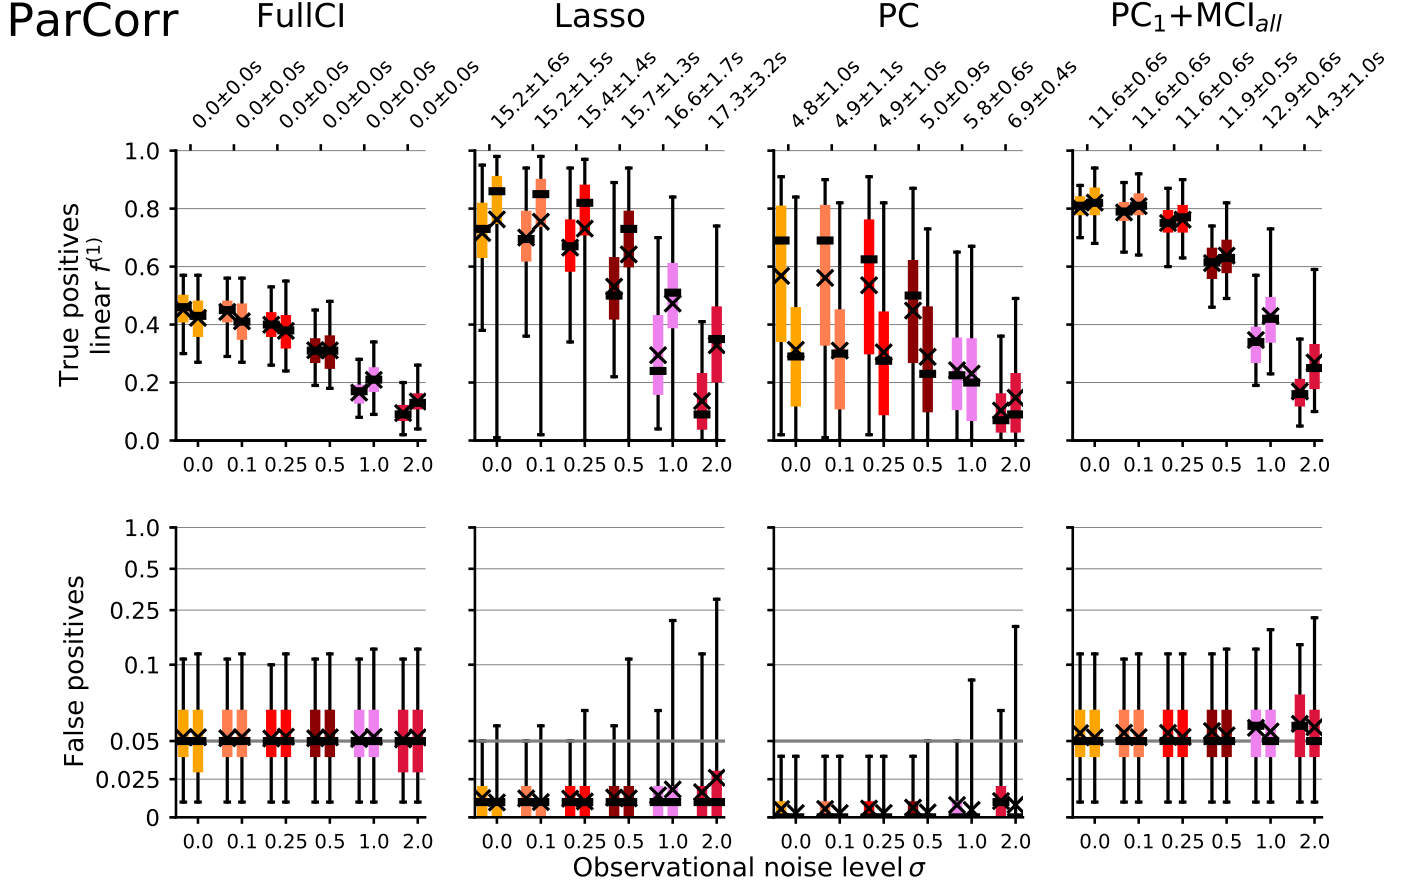 ParCorr
FullCI Lasso PC PC₁+MCI_all
0.0±0.0s 0.0±0.0s 0.0±0.0s 0.0±0.0s 0.0±0.0s 0.0±0.0s
15.2±1.6s 15.2±1.5s 15.4±1.4s 15.7±1.3s 16.6±1.7s 17.3±3.2s
4.8±1.0s 4.9±1.1s 4.9±1.0s 5.0±0.9s 5.8±0.6s 6.9±0.4s
11.6±0.6s 11.6±0.6s 11.6±0.6s 11.9±0.5s 12.9±0.6s 14.3±1.0s
True positives
linear f⁽¹⁾
1.0
0.8
0.6
0.4
0.2
0.0
0.0 0.1 0.25 0.5 1.0 2.0
0.0 0.1 0.25 0.5 1.0 2.0
0.0 0.1 0.25 0.5 1.0 2.0
0.0 0.1 0.25 0.5 1.0 2.0
False positives
1.0
0.5
0.25
0.1
0.05
0.025
0
0.0 0.1 0.25 0.5 1.0 2.0
0.0 0.1 0.25 0.5 1.0 2.0
0.0 0.1 0.25 0.5 1.0 2.0
0.0 0.1 0.25 0.5 1.0 2.0
Observational noise level σ